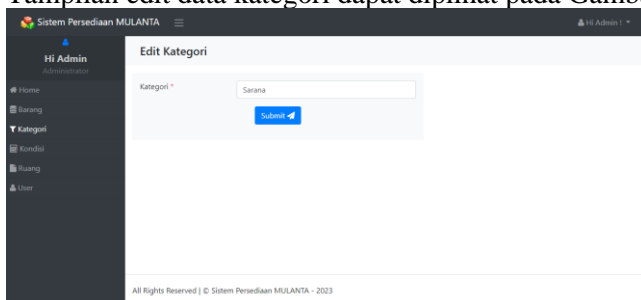 Tampilan edit data kategori dapat dilihat pada Gamba
Sistem Persediaan MULANTA
Hi Admin !
Hi Admin
Administrator
Home
Barang
Kategori
Kondisi
Ruang
User
Edit Kategori
Kategori *
Sarana
Submit
All Rights Reserved | © Sistem Persediaan MULANTA - 2023